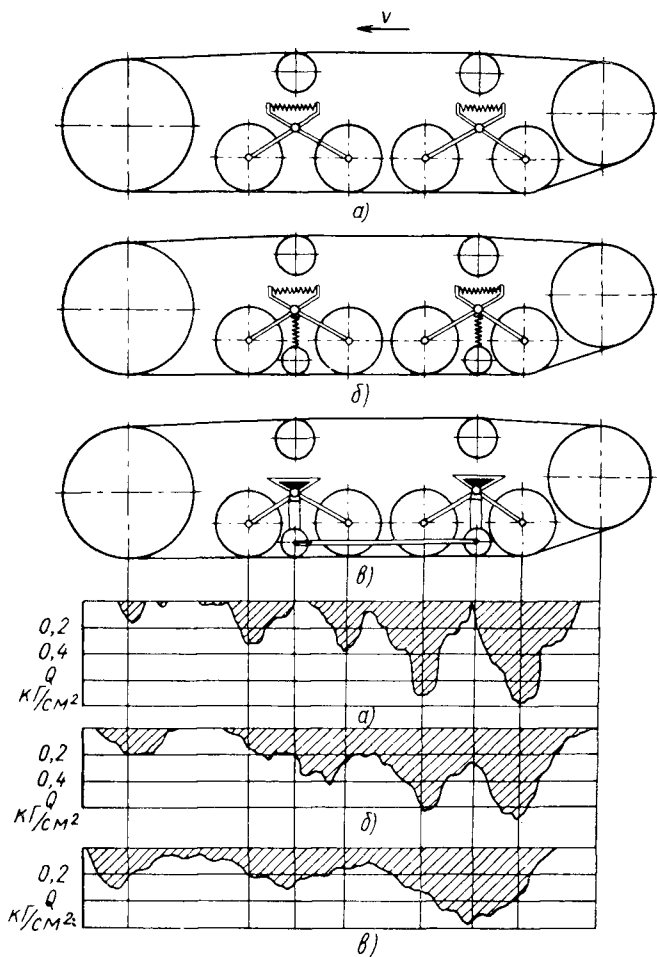 v
а)
б)
в)
0,2
0,4
Q
кГ/см²
а)
0,2
0,4
Q
кГ/см²
б)
0,2
Q
кГ/см²
в)